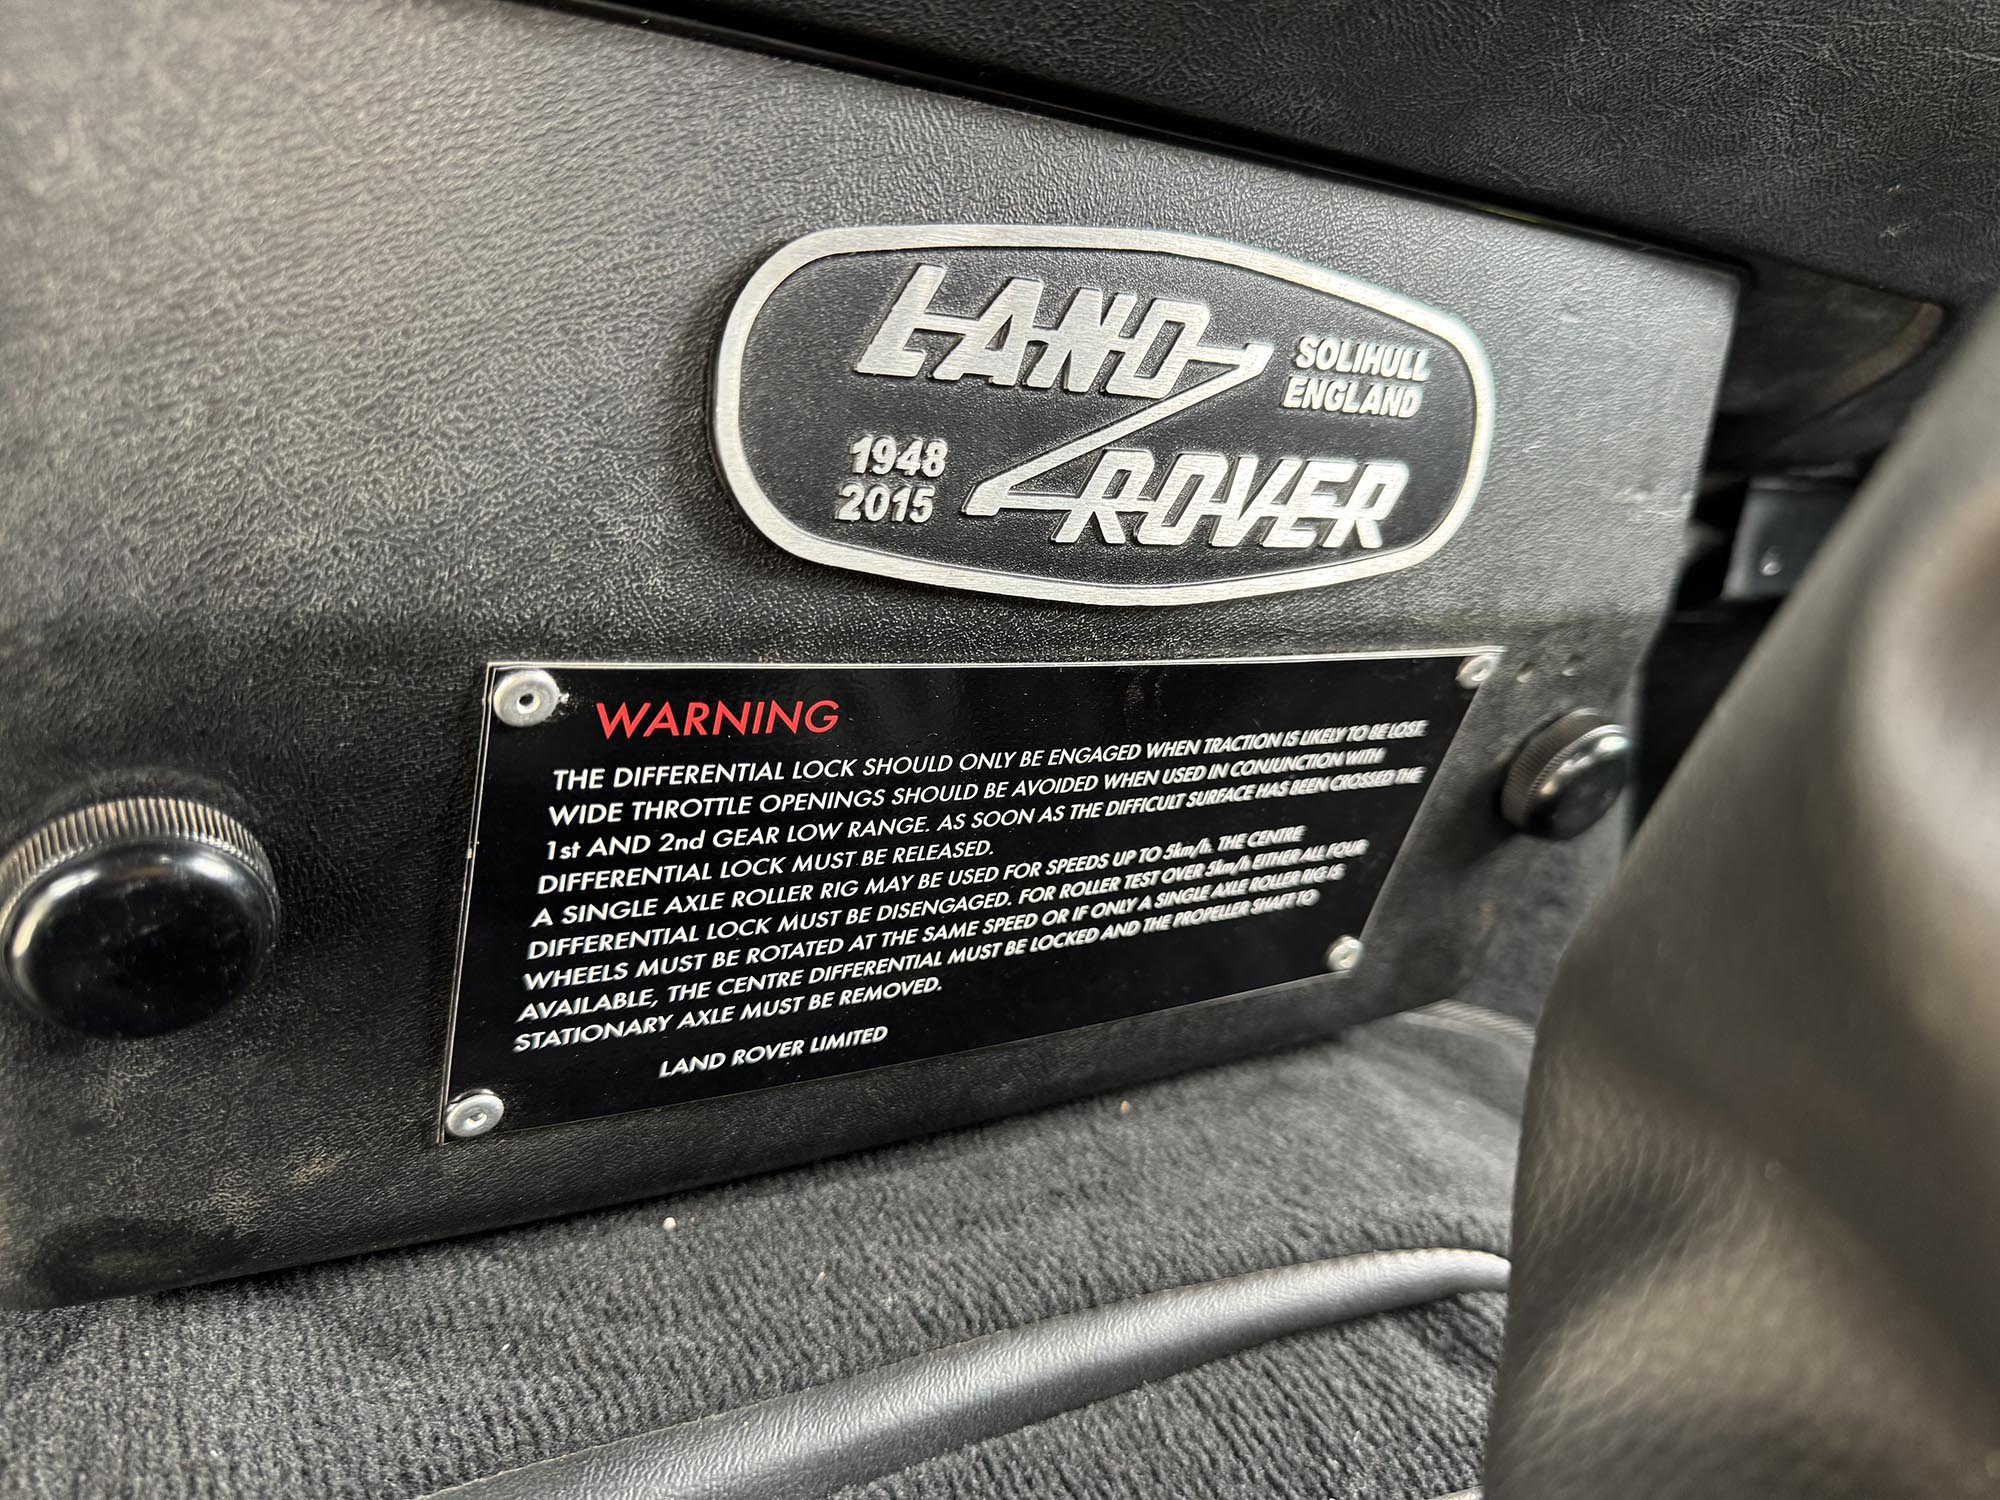 LAND
SOLIHULL
ENGLAND
1948
2015
ROVER
WARNING
THE DIFFERENTIAL LOCK SHOULD ONLY BE ENGAGED WHEN TRACTION IS LIKELY TO BE LOSE
WIDE THROTTLE OPENINGS SHOULD BE AVOIDED WHEN USED IN CONJUNCTION WITH
1st AND 2nd GEAR LOW RANGE. AS SOON AS THE DIFFICULT SURFACE HAS BEEN CROSSED THE
DIFFERENTIAL LOCK MUST BE RELEASED.
A SINGLE AXLE ROLLER RIG MAY BE USED FOR SPEEDS UP TO 5km/h. THE CENTRE
DIFFERENTIAL LOCK MUST BE DISENGAGED. FOR ROLLER TEST OVER 5km/h EITHER ALL FOUR
WHEELS MUST BE ROTATED AT THE SAME SPEED OR IF ONLY A SINGLE AXLE ROLLER RIG IS
AVAILABLE, THE CENTRE DIFFERENTIAL MUST BE LOCKED AND THE PROPELLER SHAFT TO
STATIONARY AXLE MUST BE REMOVED.
LAND ROVER LIMITED